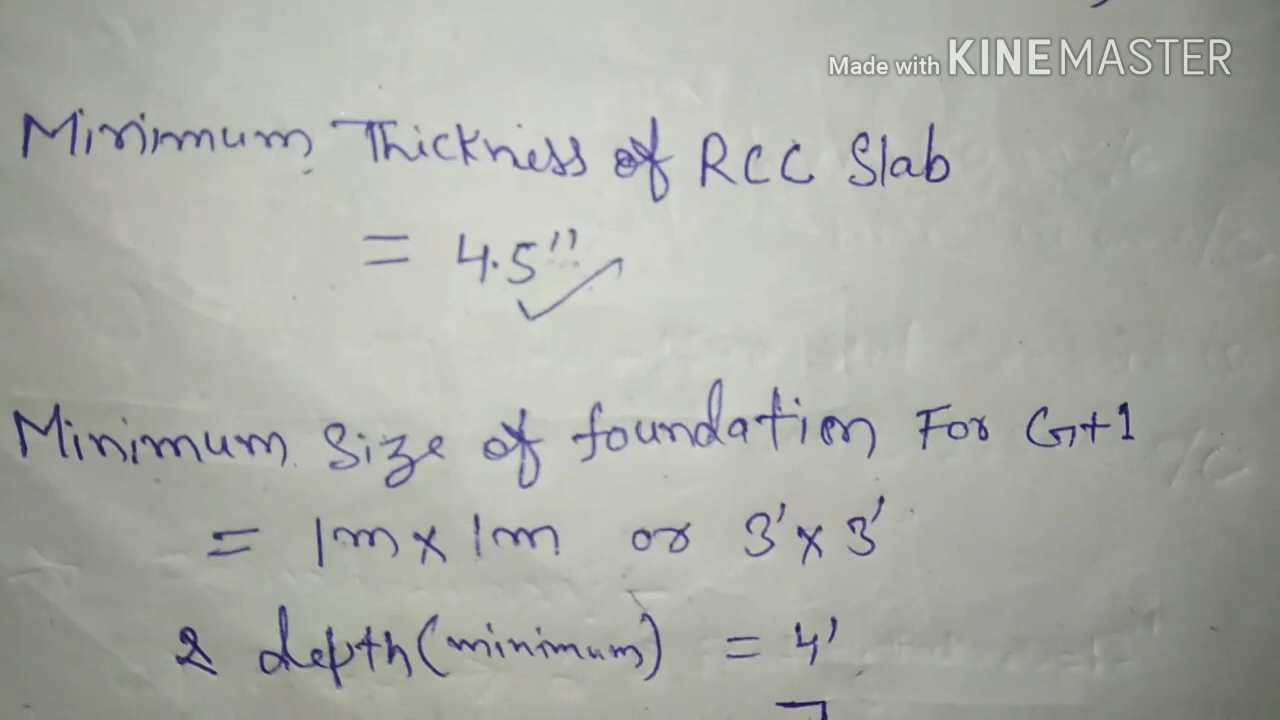 Made with KINEMASTER
Minimum Thickness of RCC Slab
= 4.5"
Minimum Size of foundation For G+1
= 1m x 1m or 3' x 3'
& depth (minimum) = 4'